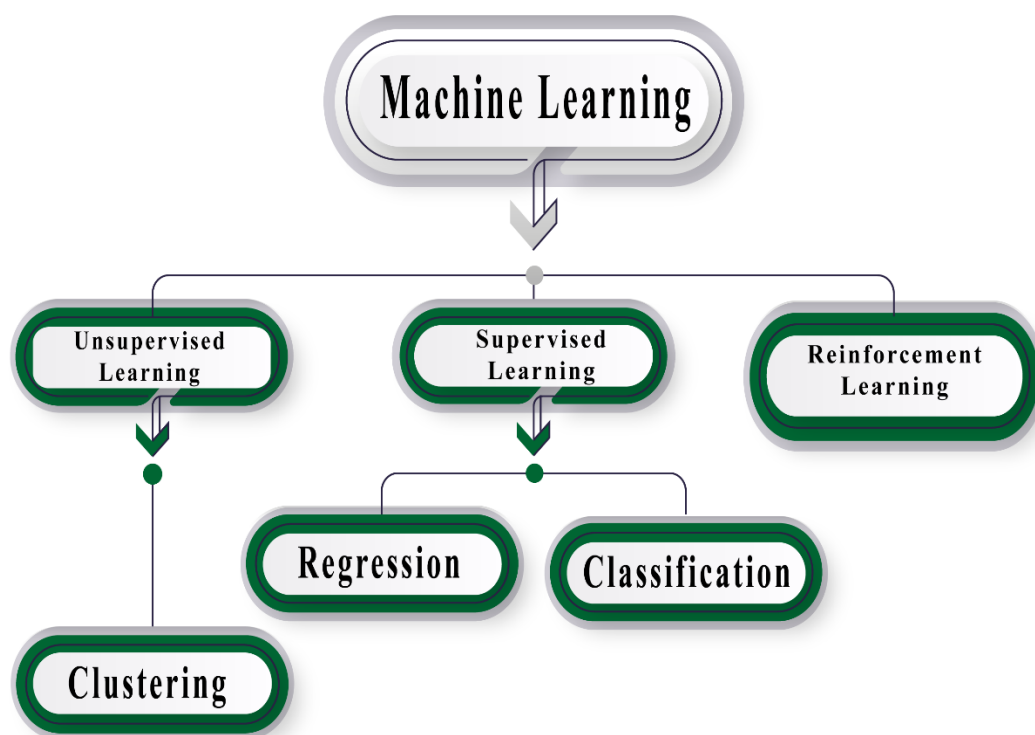 Machine Learning
Unsupervised
Learning
Supervised
Learning
Reinforcement
Learning
Regression
Classification
Clustering